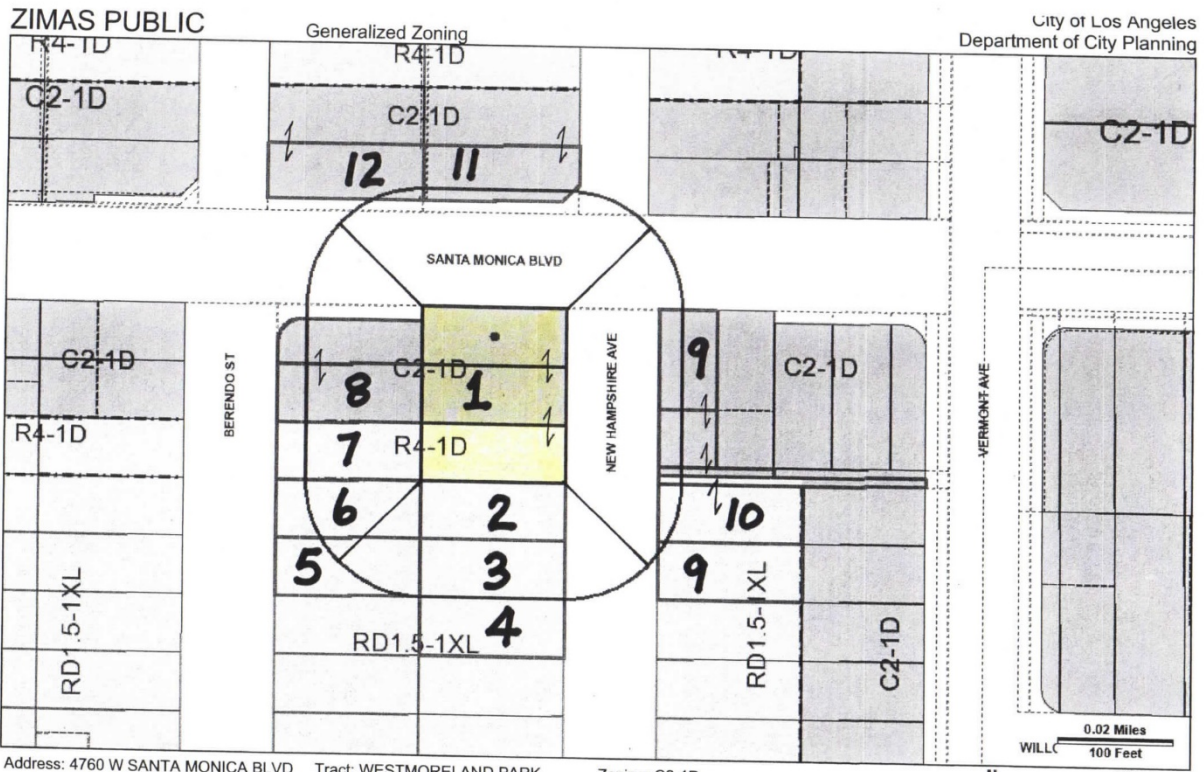 ZIMAS PUBLIC
Generalized Zoning
City of Los Angeles
Department of City Planning
R4-1D
R4-1D
R4-1D
C2-1D
C2-1D
C2-1D
12
11
SANTA MONICA BLVD
C2-1D
C2-1D
C2-1D
BERENDO ST
NEW HAMPSHIRE AVE
VERMONT AVE
8
1
9
R4-1D
7
R4-1D
6
2
10
5
3
9
4
RD1.5-1XL
RD1.5-1XL
RD1.5-1XL
C2-1D
0.02 Miles
100 Feet
Address: 4760 W SANTA MONICA BLVD
Tract: WESTMORELAND PARK